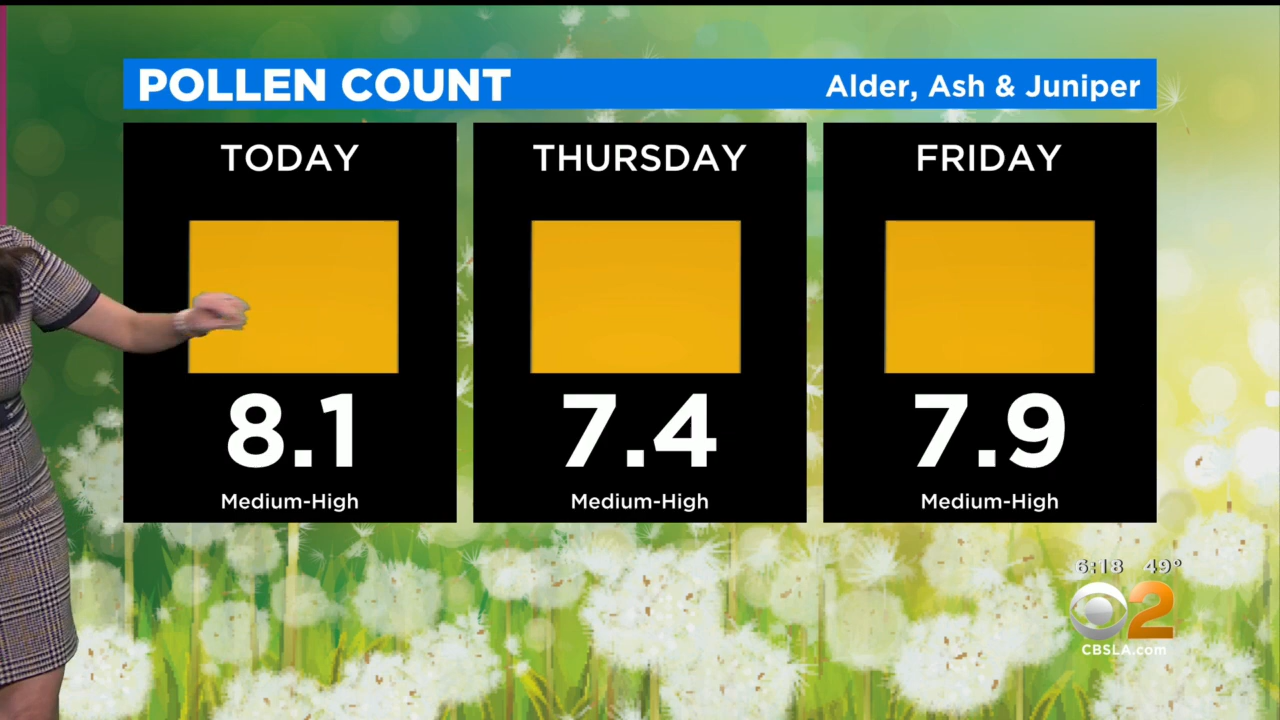 POLLEN COUNT
Alder, Ash & Juniper
TODAY
THURSDAY
FRIDAY
8.1
7.4
7.9
Medium-High
Medium-High
Medium-High
6:18 49°
2
CBSLA.com